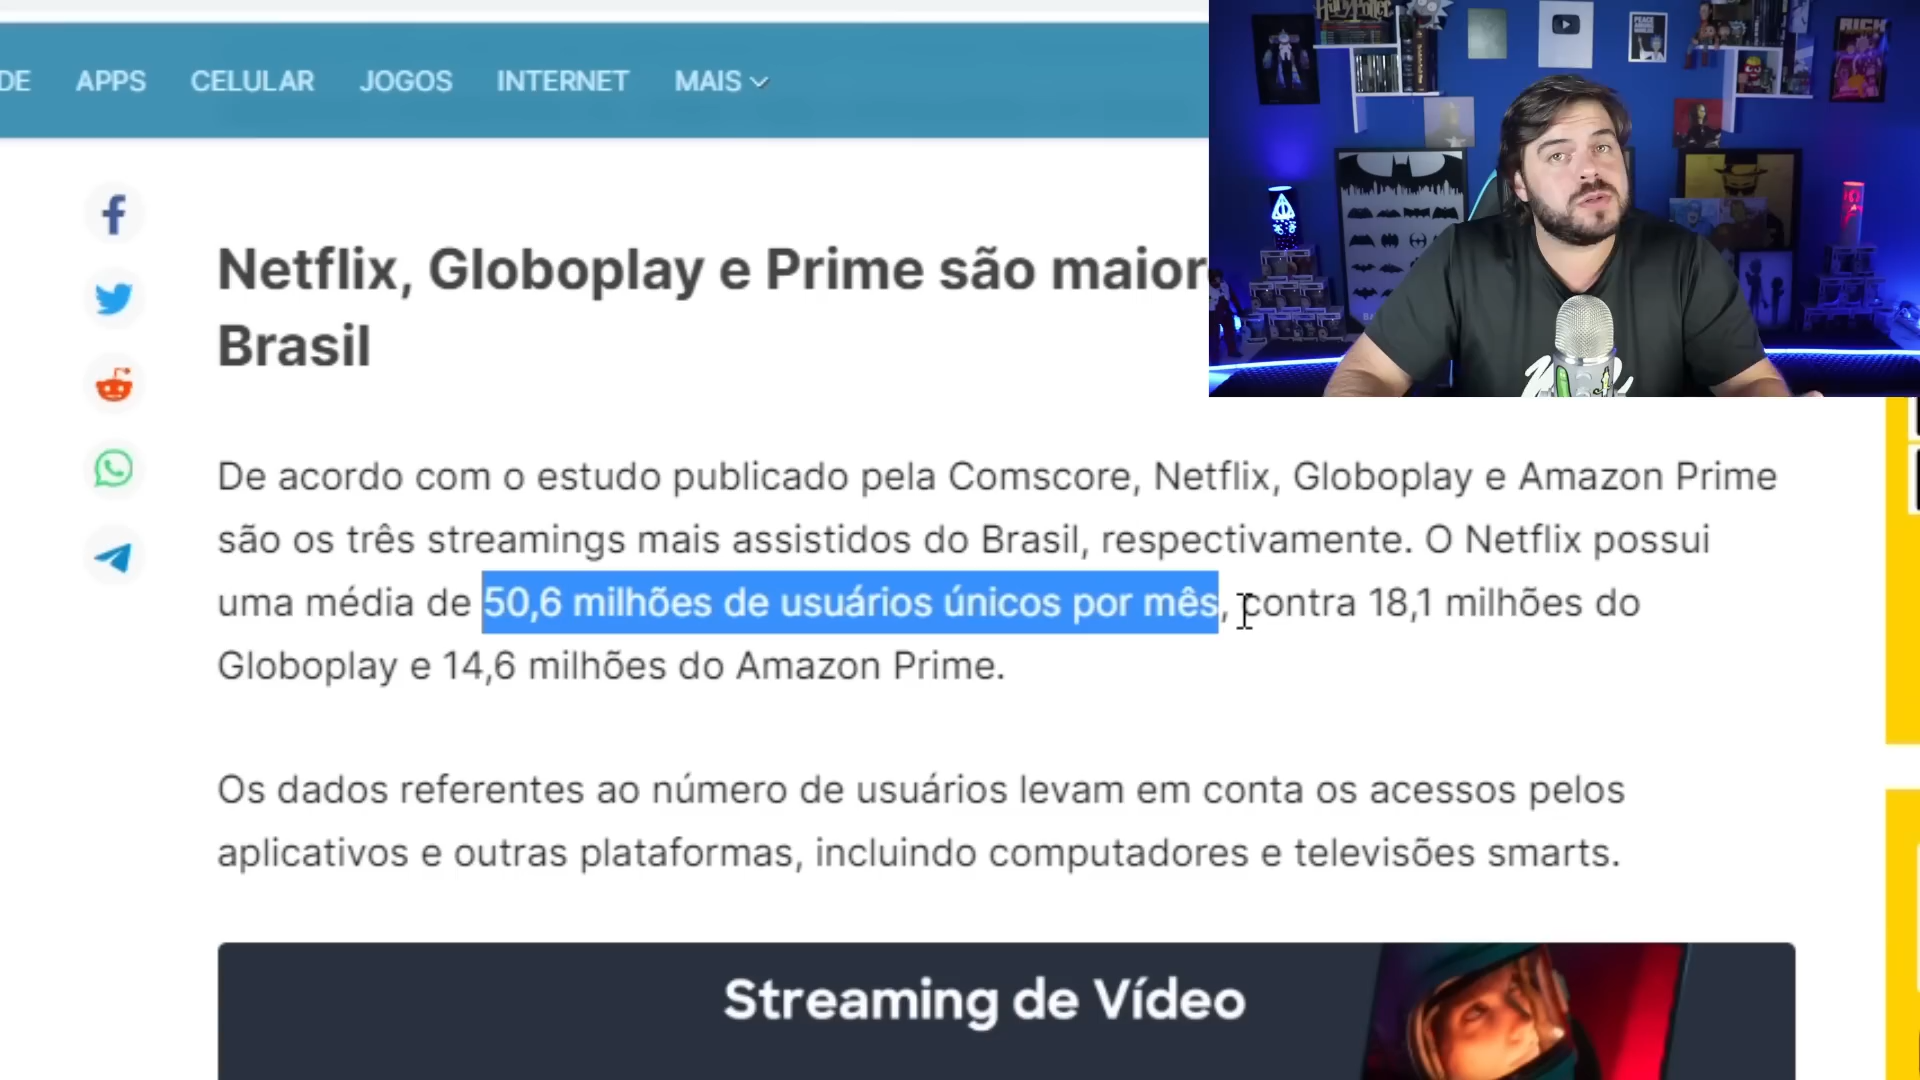 DE APPS CELULAR JOGOS INTERNET MAIS
Netflix, Globoplay e Prime são maior
Brasil
De acordo com o estudo publicado pela Comscore, Netflix, Globoplay e Amazon Prime
são os três streamings mais assistidos do Brasil, respectivamente. O Netflix possui
uma média de 50,6 milhões de usuários únicos por mês, contra 18,1 milhões do
Globoplay e 14,6 milhões do Amazon Prime.
Os dados referentes ao número de usuários levam em conta os acessos pelos
aplicativos e outras plataformas, incluindo computadores e televisões smarts.
Streaming de Vídeo
Harry Potter
PEACE
RICK